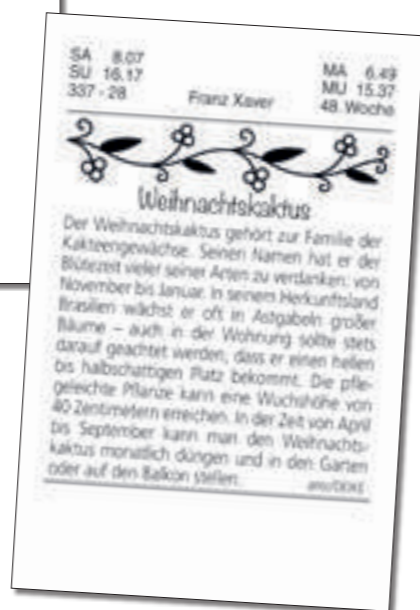 SA 8.07
SU 16.17
337 - 28
Franz Xaver
MA 6.49
MU 15.37
48. Woche
Weihnachtskaktus
Der Weihnachtskaktus gehört zur Familie der
Kakteengewächse. Seinen Namen hat er der
Blütezeit vieler seiner Arten zu verdanken: von
November bis Januar. In seinem Herkunftsland
Brasilien wächst er oft in Astgabeln großer
Bäume – auch in der Wohnung sollte stets
darauf geachtet werden, dass er einen hellen
bis halbschattigen Platz bekommt. Die pfle-
geleichte Pflanze kann eine Wuchshöhe von
40 Zentimetern erreichen. In der Zeit von April
bis September kann man den Weihnachts-
kaktus monatlich düngen und in den Garten
oder auf den Balkon stellen.